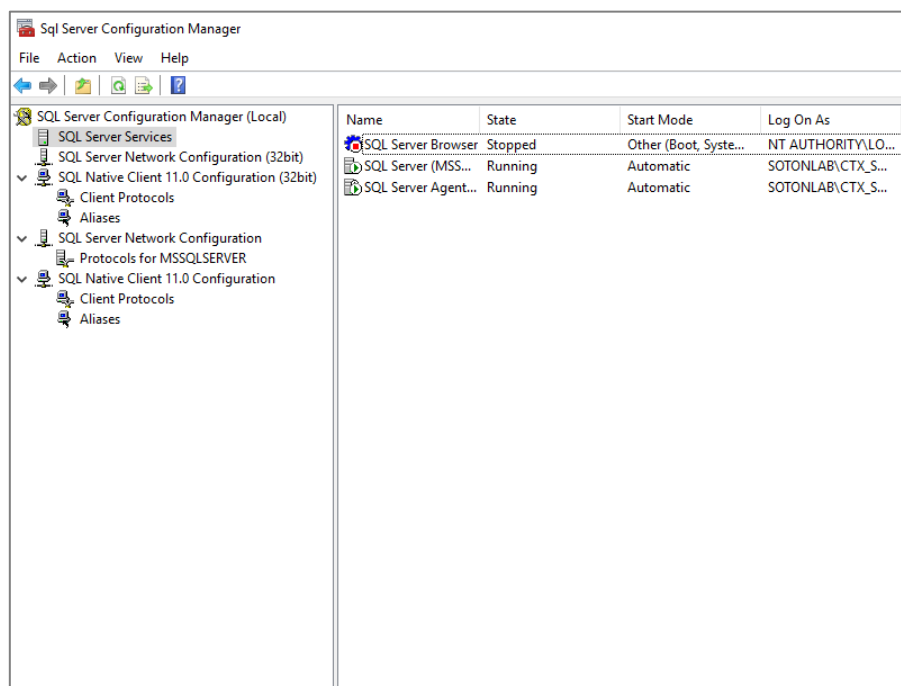 Sql Server Configuration Manager
File Action View Help
SQL Server Configuration Manager (Local)
SQL Server Services
SQL Server Network Configuration (32bit)
SQL Native Client 11.0 Configuration (32bit)
Client Protocols
Aliases
SQL Server Network Configuration
Protocols for MSSQLSERVER
SQL Native Client 11.0 Configuration
Client Protocols
Aliases
Name State Start Mode Log On As
SQL Server Browser Stopped Other (Boot, Syste... NT AUTHORITY\LO...
SQL Server (MSS... Running Automatic SOTONLAB\CTX_S...
SQL Server Agent... Running Automatic SOTONLAB\CTX_S...